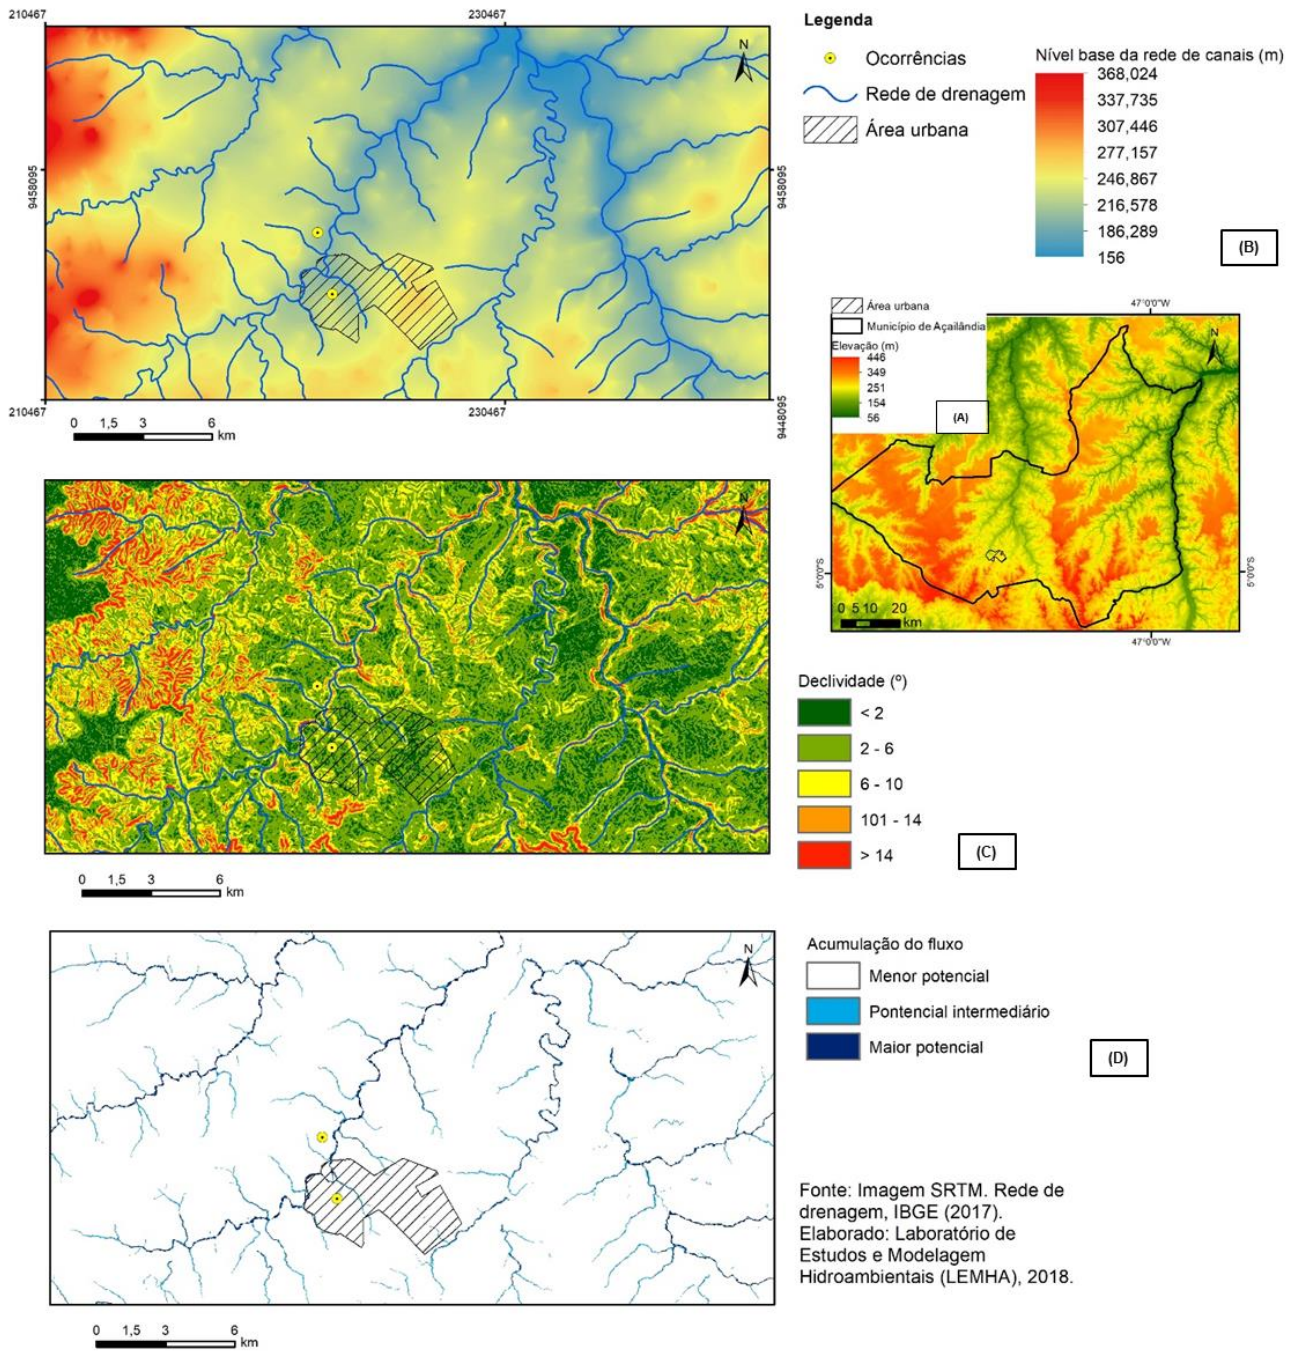 210467
230467
N
9458095
9458095
210467
230467
9448095
0 1,5 3 6
km
Legenda
Ocorrências
Rede de drenagem
Área urbana
Nível base da rede de canais (m)
368,024
337,735
307,446
277,157
246,867
216,578
186,289
156
(B)
Área urbana
Município de Açailândia
Elevação (m)
446
349
251
154
56
(A)
47°0'0"W
N
5°0'0"S
5°0'0"S
0 5 10 20
km
47°0'0"W
N
0 1,5 3 6
km
Declividade (º)
< 2
2 - 6
6 - 10
101 - 14
> 14
(C)
N
0 1,5 3 6
km
Acumulação do fluxo
Menor potencial
Pontencial intermediário
Maior potencial
(D)
Fonte: Imagem SRTM. Rede de
drenagem, IBGE (2017).
Elaborado: Laboratório de
Estudos e Modelagem
Hidroambientais (LEMHA), 2018.